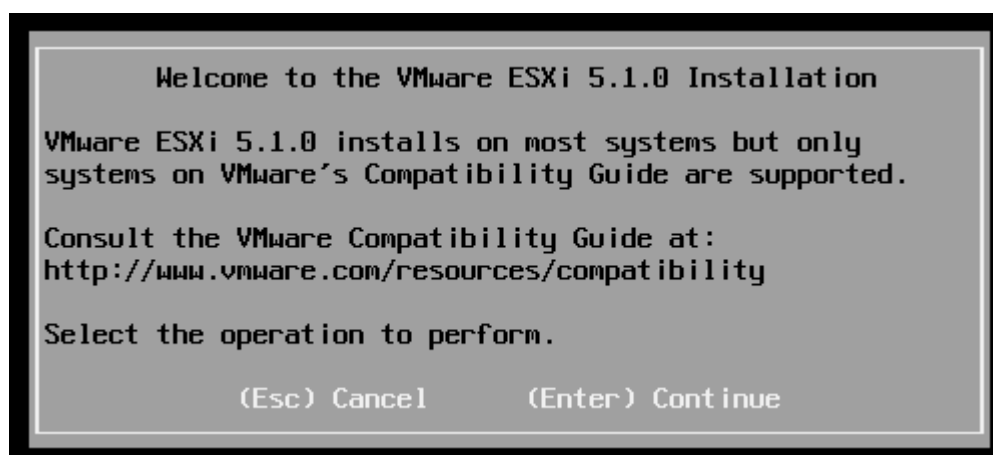 Welcome to the VMware ESXi 5.1.0 Installation
VMware ESXi 5.1.0 installs on most systems but only
systems on VMware's Compatibility Guide are supported.
Consult the VMware Compatibility Guide at:
http://www.vmware.com/resources/compatibility
Select the operation to perform.
(Esc) Cancel (Enter) Continue